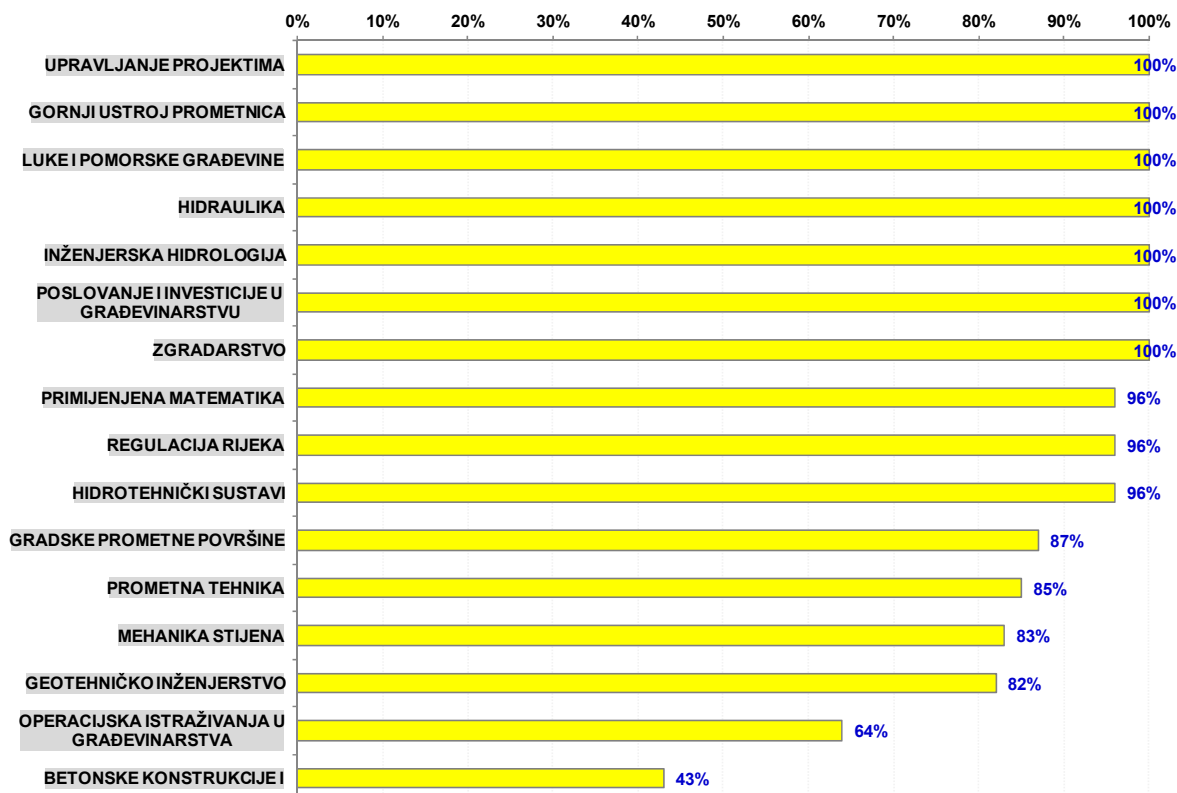 0% 10% 20% 30% 40% 50% 60% 70% 80% 90% 100%
UPRAVLJANJE PROJEKTIMA 100%
GORNJI USTROJ PROMETNICA 100%
LUKE I POMORSKE GRAĐEVINE 100%
HIDRAULIKA 100%
INŽENJERSKA HIDROLOGIJA 100%
POSLOVANJE I INVESTICIJE U
GRAĐEVINARSTVU 100%
ZGRADARSTVO 100%
PRIMIJENJENA MATEMATIKA 96%
REGULACIJA RIJEKA 96%
HIDROTEHNIČKI SUSTAVI 96%
GRADSKE PROMETNE POVRŠINE 87%
PROMETNA TEHNIKA 85%
MEHANIKA STIJENA 83%
GEOTEHNIČKO INŽENJERSTVO 82%
OPERACIJSKA ISTRAŽIVANJA U
GRAĐEVINARSTVA 64%
BETONSKE KONSTRUKCIJE I 43%